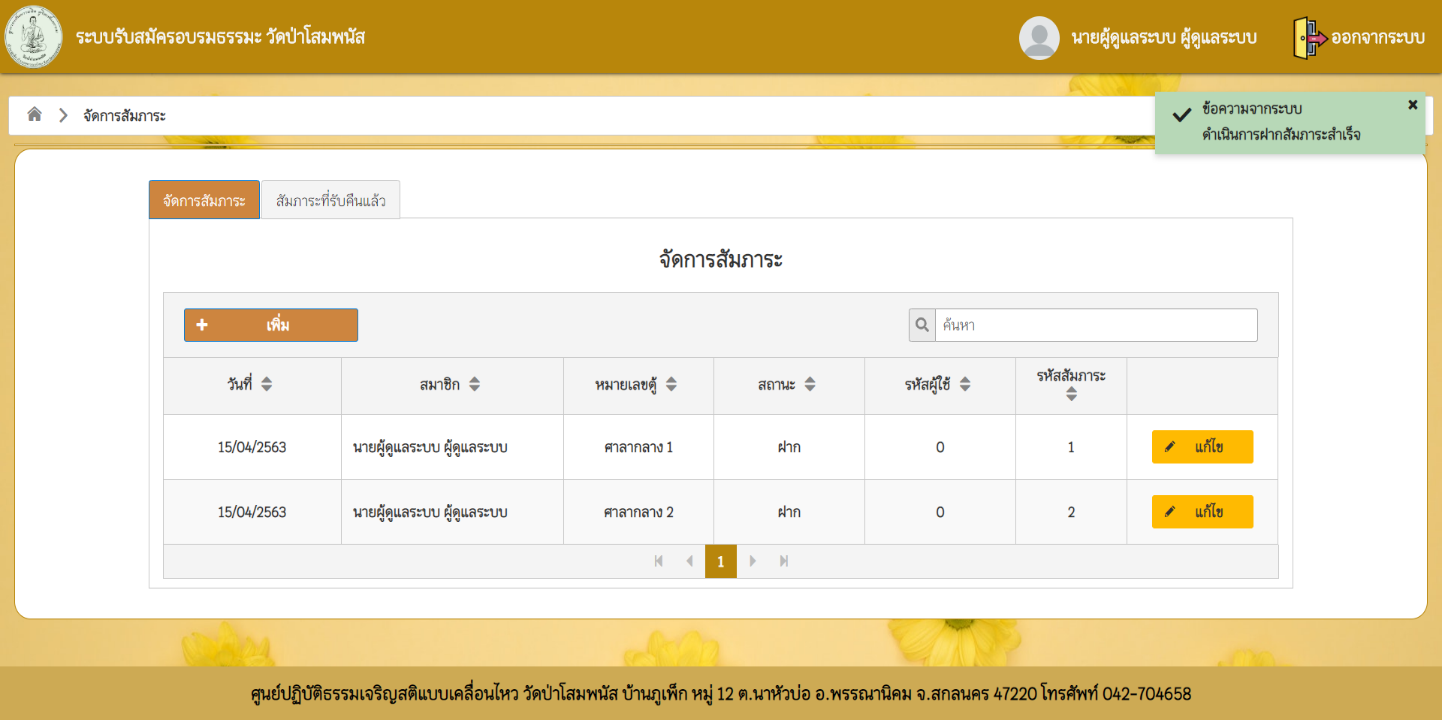 ระบบรับสมัครอบรมธรรมะ วัดป่าโสมพนัส
นายผู้ดูแลระบบ ผู้ดูแลระบบ
ออกจากระบบ
จัดการสัมภาระ
ข้อความจากระบบ
ดำเนินการฝากสัมภาระสำเร็จ
จัดการสัมภาระ
สัมภาระที่รับคืนแล้ว
จัดการสัมภาระ
เพิ่ม
ค้นหา
วันที่ สมาชิก หมายเลขตู้ สถานะ รหัสผู้ใช้ รหัสสัมภาระ
15/04/2563 นายผู้ดูแลระบบ ผู้ดูแลระบบ ศาลากลาง 1 ฝาก 0 1 แก้ไข
15/04/2563 นายผู้ดูแลระบบ ผู้ดูแลระบบ ศาลากลาง 2 ฝาก 0 2 แก้ไข
1
ศูนย์ปฏิบัติธรรมเจริญสติแบบเคลื่อนไหว วัดป่าโสมพนัส บ้านภูเพ็ก หมู่ 12 ต.นาหัวบ่อ อ.พรรณานิคม จ.สกลนคร 47220 โทรศัพท์ 042-704658